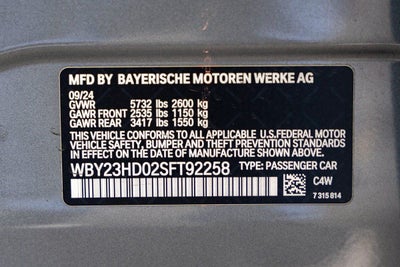 MFD BY BAYERISCHE MOTOREN WERKE AG
09/24
GVWR 5732 lbs 2600 kg
GAWR FRONT 2535 lbs 1150 kg
GAWR REAR 3417 lbs 1550 kg
THIS VEHICLE CONFORMS TO ALL APPLICABLE U.S.FEDERAL MOTOR
VEHICLE SAFETY, BUMPER AND THEFT PREVENTION STANDARDS
IN EFFECT ON THE DATE OF MANUFACTURE SHOWN ABOVE.
WBY23HD02SFT92258 TYPE: PASSENGER CAR
C4W
7 315 814